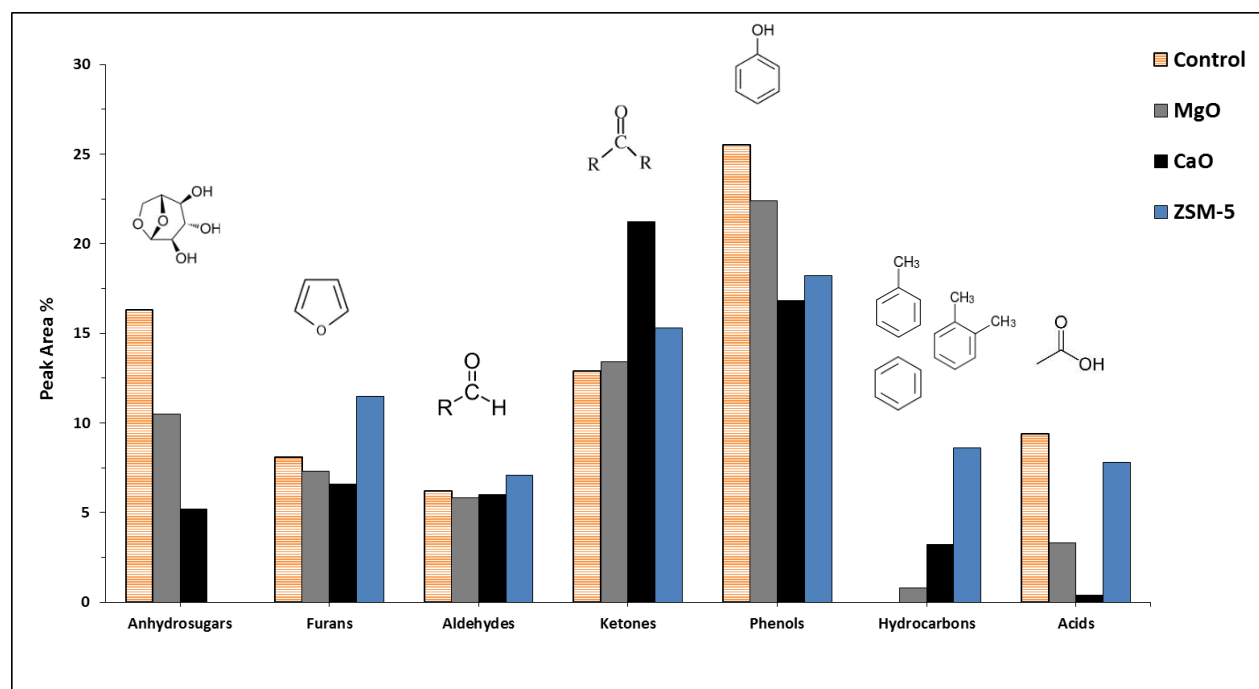 Peak Area %
30
25
20
15
10
5
0
Anhydrosugars
Furans
Aldehydes
Ketones
Phenols
Hydrocarbons
Acids
Control
MgO
CaO
ZSM-5
OH
O
O
OH
OH
O
O
R
C
H
O
C
R
R
OH
CH3
CH3
CH3
O
OH